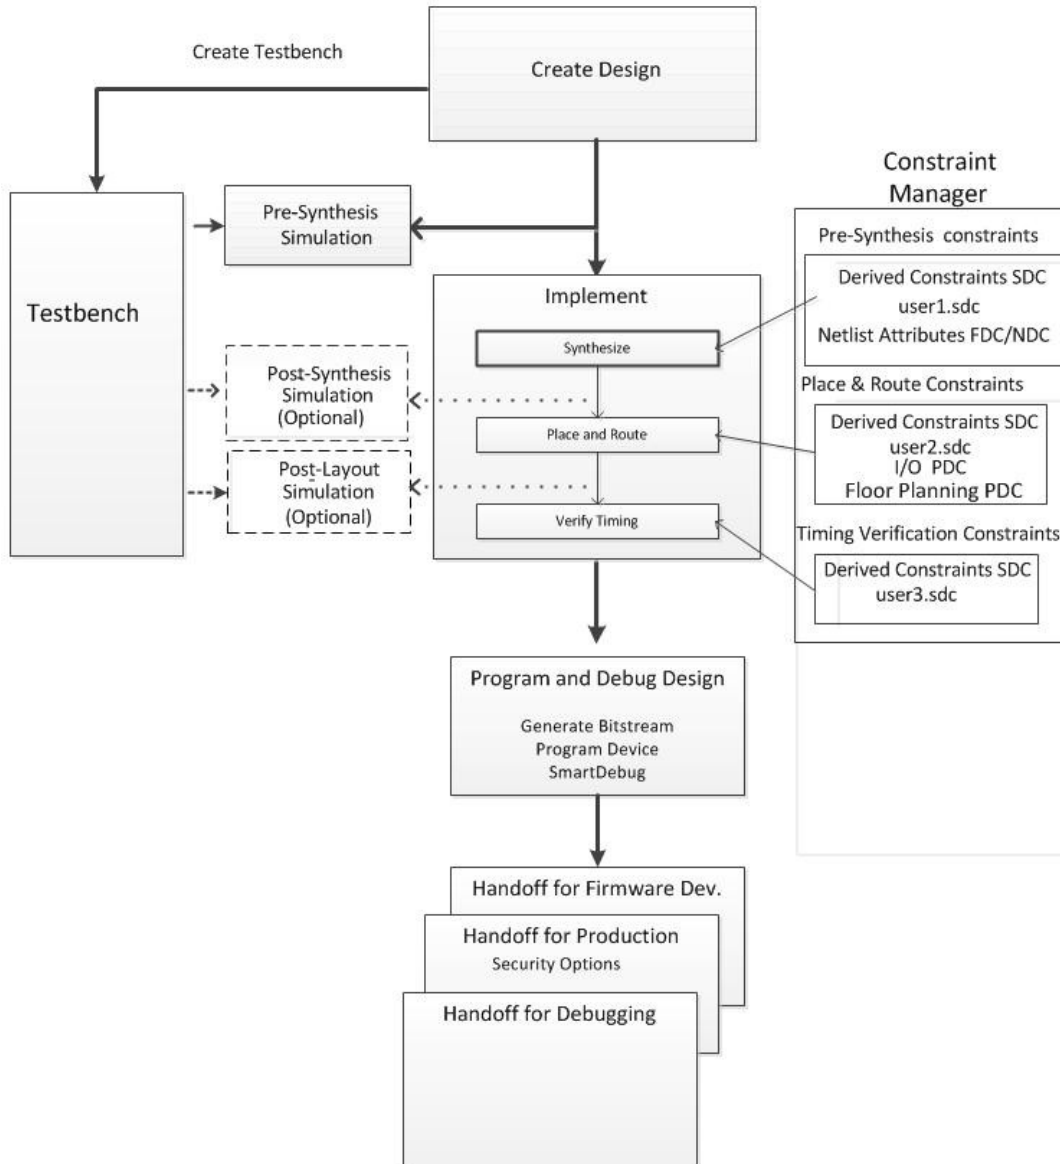 Create Testbench
Create Design
Constraint
Manager
Pre-Synthesis
Simulation
Pre-Synthesis constraints
Derived Constraints SDC
user1.sdc
Netlist Attributes FDC/NDC
Testbench
Implement
Synthesize
Post-Synthesis
Simulation
(Optional)
Place & Route Constraints
Derived Constraints SDC
user2.sdc
I/O PDC
Floor Planning PDC
Place and Route
Post-Layout
Simulation
(Optional)
Verify Timing
Timing Verification Constraints
Derived Constraints SDC
user3.sdc
Program and Debug Design
Generate Bitstream
Program Device
SmartDebug
Handoff for Firmware Dev.
Handoff for Production
Security Options
Handoff for Debugging